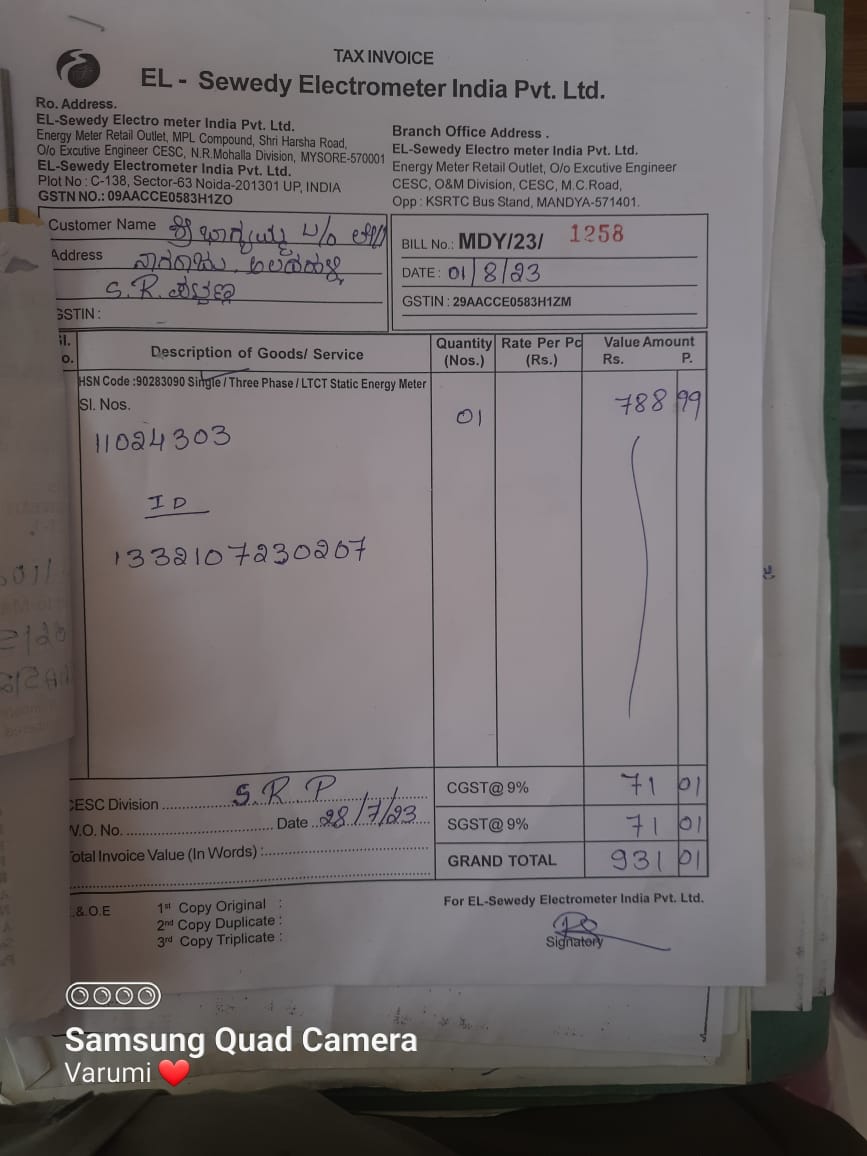 TAX INVOICE
EL - Sewedy Electrometer India Pvt. Ltd.
Ro. Address.
EL-Sewedy Electro meter India Pvt. Ltd.
Energy Meter Retail Outlet, MPL Compound, Shri Harsha Road,
O/o Excutive Engineer CESC, N.R.Mohalla Division, MYSORE-570001
EL-Sewedy Electrometer India Pvt. Ltd.
Plot No : C-138, Sector-63 Noida-201301 UP, INDIA
GSTN NO.: 09AACCE0583H1ZO
Branch Office Address .
EL-Sewedy Electro meter India Pvt. Ltd.
Energy Meter Retail Outlet, O/o Excutive Engineer
CESC, O&M Division, CESC, M.C.Road,
Opp : KSRTC Bus Stand, MANDYA-571401.
Customer Name ಶ್ರೀ
Address
S.R.
GSTIN :
BILL No.: MDY/23/ 1258
DATE : 01/8/23
GSTIN : 29AACCE0583H1ZM
Description of Goods/ Service
Quantity (Nos.)
Rate Per Pc (Rs.)
Value Amount
Rs. P.
HSN Code :90283090 Single / Three Phase / LTCT Static Energy Meter
Sl. Nos.
11024303
01
788 99
ID
1332107230207
CESC Division S.R.P
W.O. No. Date 28/7/23
Total Invoice Value (In Words) :
CGST@ 9% 71 01
SGST@ 9% 71 01
GRAND TOTAL 931 01
E.&.O.E
1st Copy Original :
2nd Copy Duplicate :
3rd Copy Triplicate :
For EL-Sewedy Electrometer India Pvt. Ltd.
Signatory
Samsung Quad Camera
Varumi ❤️